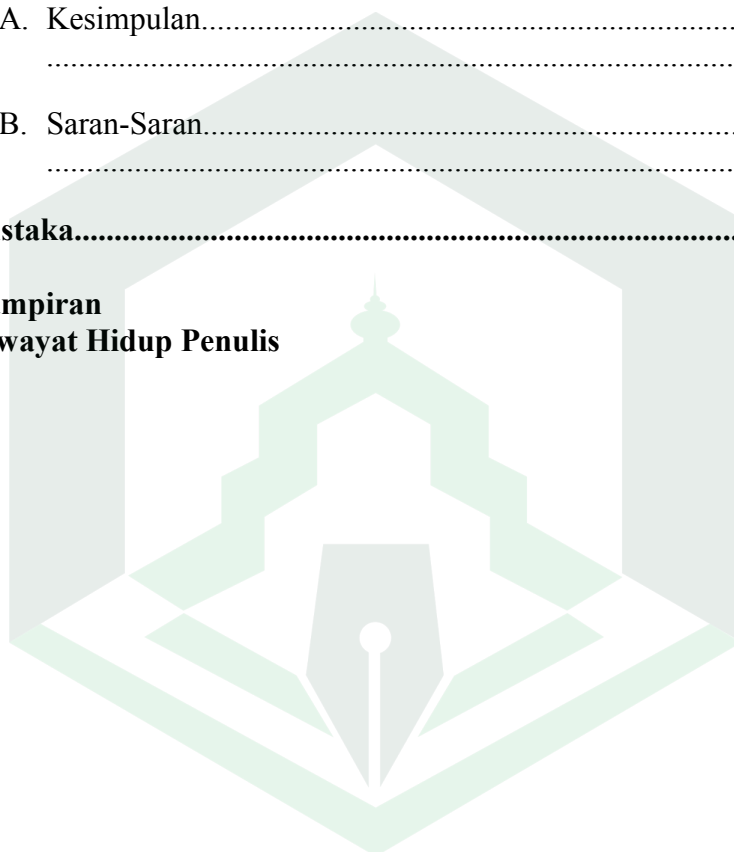 A. Kesimpulan....................................................................
....................................................................................
B. Saran-Saran...................................................................
....................................................................................
staka................................................................................
mpiran
wayat Hidup Penulis